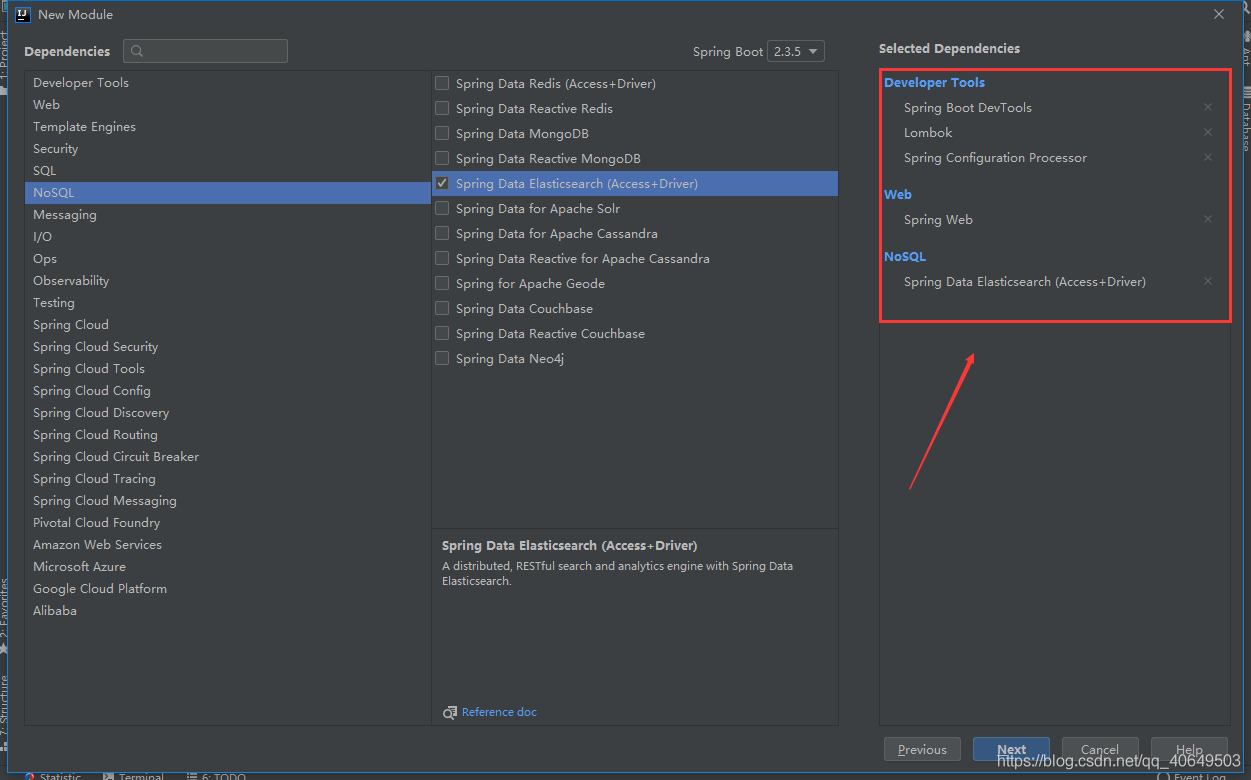 New Module
Dependencies
Spring Boot 2.3.5
Selected Dependencies
Developer Tools
Web
Template Engines
Security
SQL
NoSQL
Messaging
I/O
Ops
Observability
Testing
Spring Cloud
Spring Cloud Security
Spring Cloud Tools
Spring Cloud Config
Spring Cloud Discovery
Spring Cloud Routing
Spring Cloud Circuit Breaker
Spring Cloud Tracing
Spring Cloud Messaging
Pivotal Cloud Foundry
Amazon Web Services
Microsoft Azure
Google Cloud Platform
Alibaba
Spring Data Redis (Access+Driver)
Spring Data Reactive Redis
Spring Data MongoDB
Spring Data Reactive MongoDB
Spring Data Elasticsearch (Access+Driver)
Spring Data for Apache Solr
Spring Data for Apache Cassandra
Spring Data Reactive for Apache Cassandra
Spring for Apache Geode
Spring Data Couchbase
Spring Data Reactive Couchbase
Spring Data Neo4j
Spring Data Elasticsearch (Access+Driver)
A distributed, RESTful search and analytics engine with Spring Data
Elasticsearch.
Reference doc
Developer Tools
Spring Boot DevTools
Lombok
Spring Configuration Processor
Web
Spring Web
NoSQL
Spring Data Elasticsearch (Access+Driver)
Previous
Next
Cancel
Help
https://blog.csdn.net/qq_40649503
1: Project
2: Favorites
7: Structure
Database
Statistic
Terminal
6: TODO
Event Log